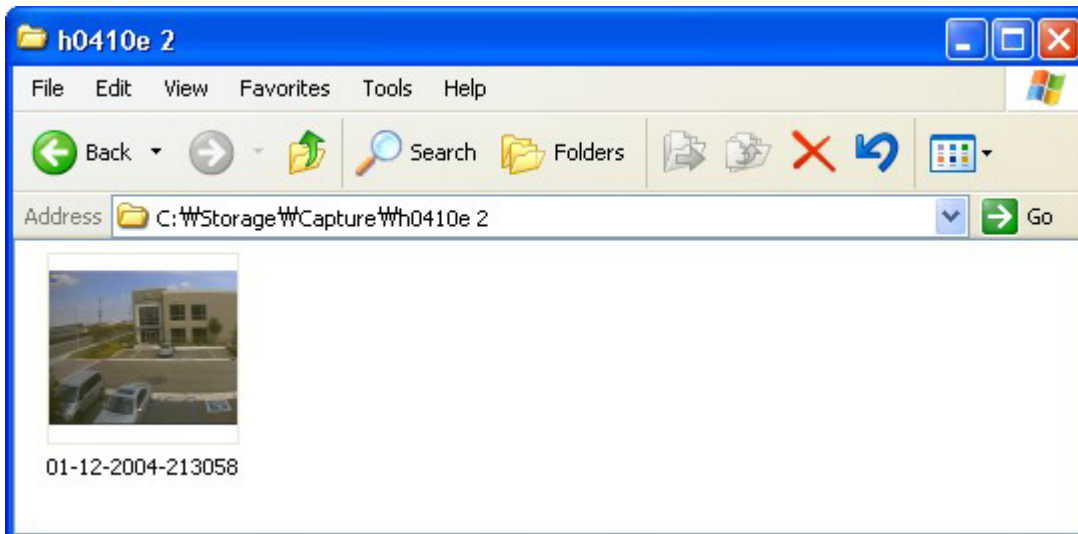 h0410e 2
File Edit View Favorites Tools Help
Back Search Folders
Address C:₩Storage₩Capture₩h0410e 2 Go
01-12-2004-213058